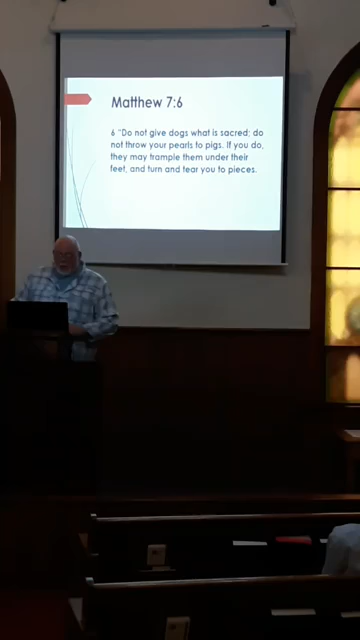 Matthew 7:6
6 “Do not give dogs what is sacred; do
not throw your pearls to pigs. If you do,
they may trample them under their
feet, and turn and tear you to pieces.